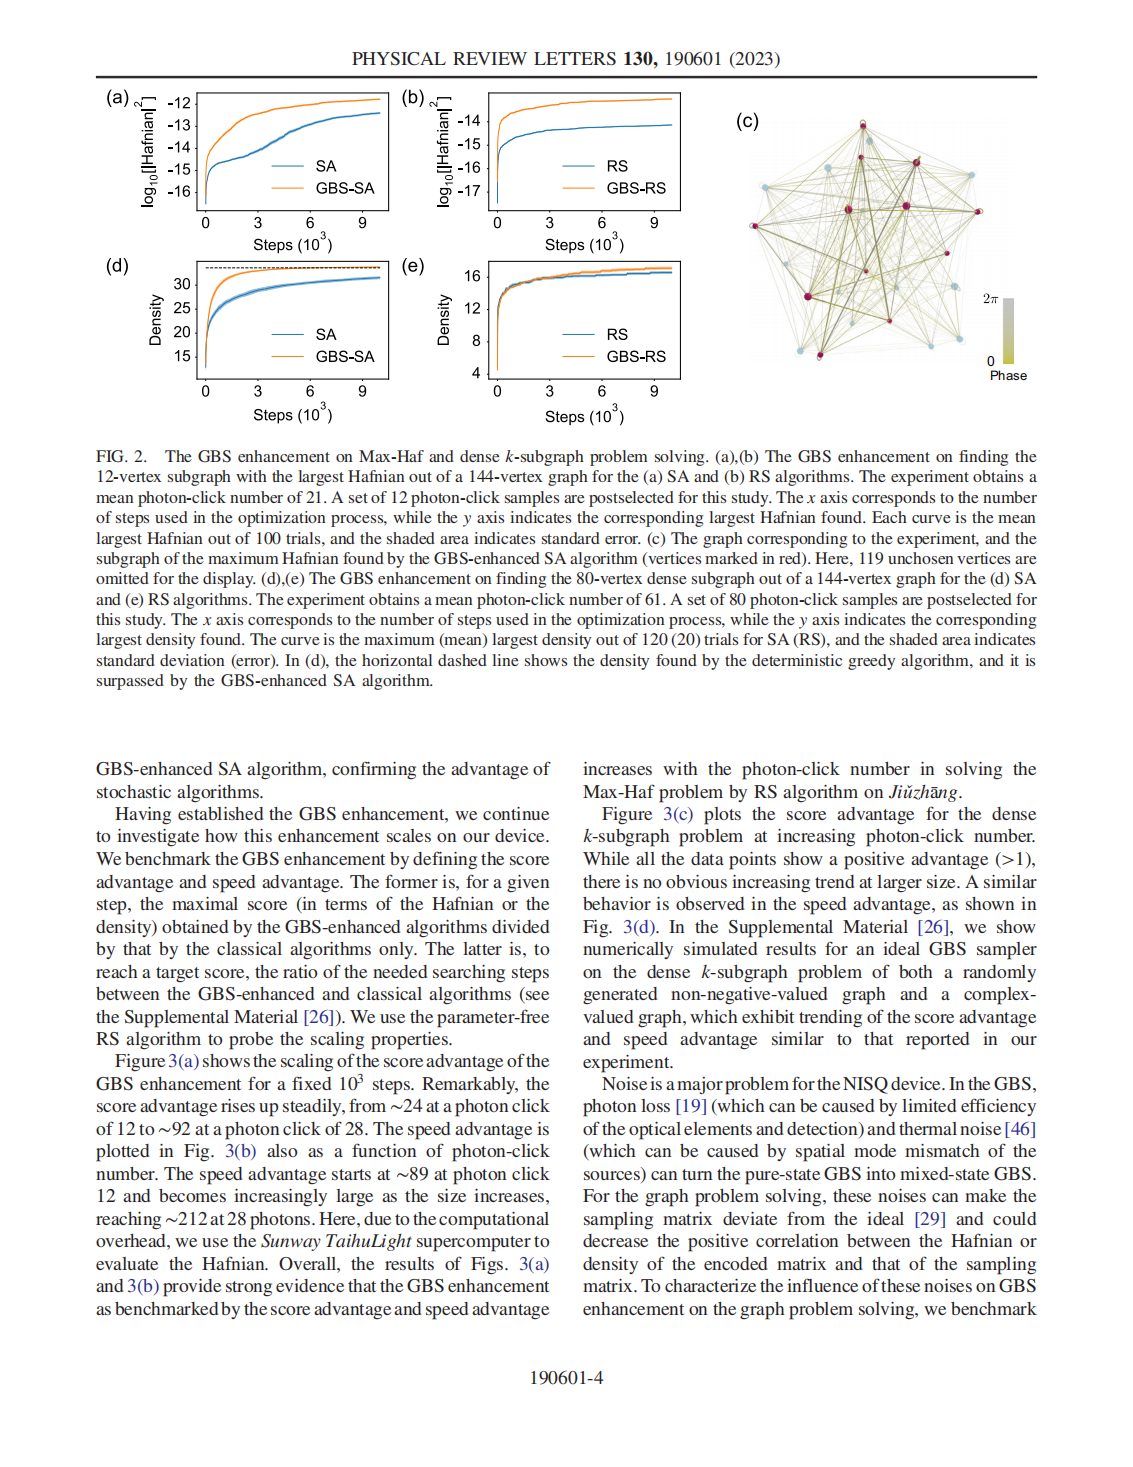 PHYSICAL REVIEW LETTERS 130, 190601 (2023)
(a)
log10[|Hafnian|2]
-12
-13
-14
-15
-16
SA
GBS-SA
0 3 6 9
Steps (10^3)
(b)
log10[|Hafnian|2]
-14
-15
-16
-17
RS
GBS-RS
0 3 6 9
Steps (10^3)
(c)
2π
0
Phase
(d)
Density
30
25
20
15
SA
GBS-SA
0 3 6 9
Steps (10^3)
(e)
Density
16
12
8
4
RS
GBS-RS
0 3 6 9
Steps (10^3)
FIG. 2. The GBS enhancement on Max-Haf and dense k-subgraph problem solving. (a),(b) The GBS enhancement on finding the
12-vertex subgraph with the largest Hafnian out of a 144-vertex graph for the (a) SA and (b) RS algorithms. The experiment obtains a
mean photon-click number of 21. A set of 12 photon-click samples are postselected for this study. The x axis corresponds to the number
of steps used in the optimization process, while the y axis indicates the corresponding largest Hafnian found. Each curve is the mean
largest Hafnian out of 100 trials, and the shaded area indicates standard error. (c) The graph corresponding to the experiment, and the
subgraph of the maximum Hafnian found by the GBS-enhanced SA algorithm (vertices marked in red). Here, 119 unchosen vertices are
omitted for the display. (d),(e) The GBS enhancement on finding the 80-vertex dense subgraph out of a 144-vertex graph for the (d) SA
and (e) RS algorithms. The experiment obtains a mean photon-click number of 61. A set of 80 photon-click samples are postselected for
this study. The x axis corresponds to the number of steps used in the optimization process, while the y axis indicates the corresponding
largest density found. The curve is the maximum (mean) largest density out of 120 (20) trials for SA (RS), and the shaded area indicates
standard deviation (error). In (d), the horizontal dashed line shows the density found by the deterministic greedy algorithm, and it is
surpassed by the GBS-enhanced SA algorithm.
GBS-enhanced SA algorithm, confirming the advantage of
stochastic algorithms.
Having established the GBS enhancement, we continue
to investigate how this enhancement scales on our device.
We benchmark the GBS enhancement by defining the score
advantage and speed advantage. The former is, for a given
step, the maximal score (in terms of the Hafnian or the
density) obtained by the GBS-enhanced algorithms divided
by that by the classical algorithms only. The latter is, to
reach a target score, the ratio of the needed searching steps
between the GBS-enhanced and classical algorithms (see
the Supplemental Material [26]). We use the parameter-free
RS algorithm to probe the scaling properties.
Figure 3(a) shows the scaling of the score advantage of the
GBS enhancement for a fixed 10^3 steps. Remarkably, the
score advantage rises up steadily, from ~24 at a photon click
of 12 to ~92 at a photon click of 28. The speed advantage is
plotted in Fig. 3(b) also as a function of photon-click
number. The speed advantage starts at ~89 at photon click
12 and becomes increasingly large as the size increases,
reaching ~212 at 28 photons. Here, due to the computational
overhead, we use the Sunway TaihuLight supercomputer to
evaluate the Hafnian. Overall, the results of Figs. 3(a)
and 3(b) provide strong evidence that the GBS enhancement
as benchmarked by the score advantage and speed advantage
increases with the photon-click number in solving the
Max-Haf problem by RS algorithm on Jiǔzhāng.
Figure 3(c) plots the score advantage for the dense
k-subgraph problem at increasing photon-click number.
While all the data points show a positive advantage (>1),
there is no obvious increasing trend at larger size. A similar
behavior is observed in the speed advantage, as shown in
Fig. 3(d). In the Supplemental Material [26], we show
numerically simulated results for an ideal GBS sampler
on the dense k-subgraph problem of both a randomly
generated non-negative-valued graph and a complex-
valued graph, which exhibit trending of the score advantage
and speed advantage similar to that reported in our
experiment.
Noise is a major problem for the NISQ device. In the GBS,
photon loss [19] (which can be caused by limited efficiency
of the optical elements and detection) and thermal noise [46]
(which can be caused by spatial mode mismatch of the
sources) can turn the pure-state GBS into mixed-state GBS.
For the graph problem solving, these noises can make the
sampling matrix deviate from the ideal [29] and could
decrease the positive correlation between the Hafnian or
density of the encoded matrix and that of the sampling
matrix. To characterize the influence of these noises on GBS
enhancement on the graph problem solving, we benchmark
190601-4